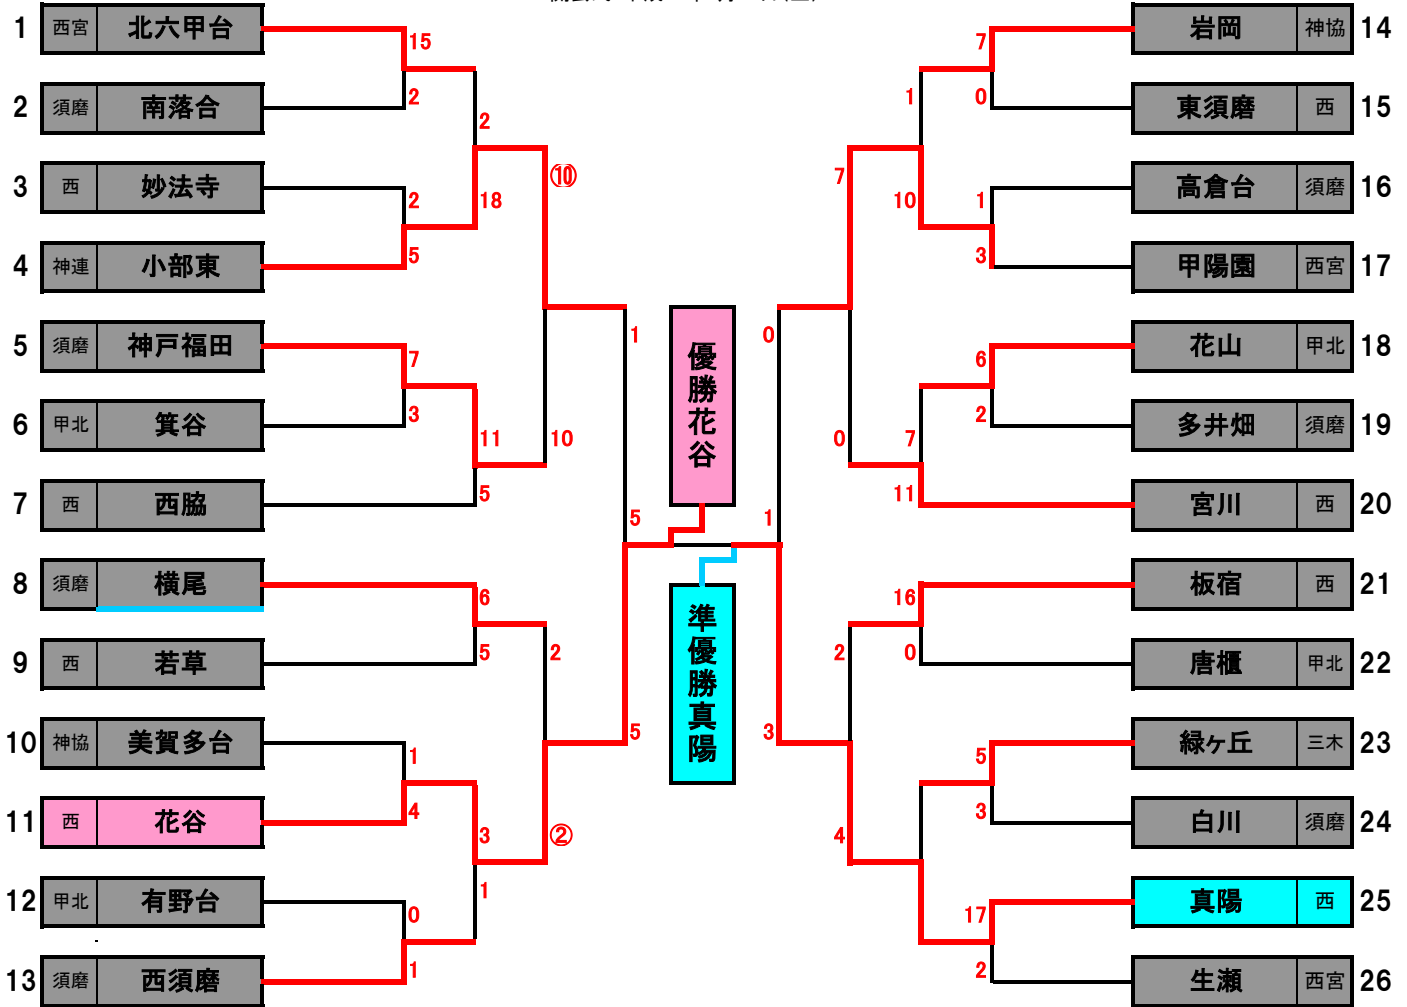 1 西宮 北六甲台
2 須磨 南落合
3 西 妙法寺
4 神連 小部東
5 須磨 神戸福田
6 甲北 箕谷
7 西 西脇
8 須磨 横尾
9 西 若草
10 神協 美賀多台
11 西 花谷
12 甲北 有野台
13 須磨 西須磨
15
2
2
5
7
3
1
4
0
1
2
18
11
5
6
5
3
1
⑩
10
2
②
1
5
5
優勝花谷
準優勝真陽
0
1
3
7
0
2
4
1
10
7
11
16
0
17
7
0
1
3
6
2
5
3
2
岩岡 神協 14
東須磨 西 15
高倉台 須磨 16
甲陽園 西宮 17
花山 甲北 18
多井畑 須磨 19
宮川 西 20
板宿 西 21
唐櫃 甲北 22
緑ヶ丘 三木 23
白川 須磨 24
真陽 西 25
生瀬 西宮 26